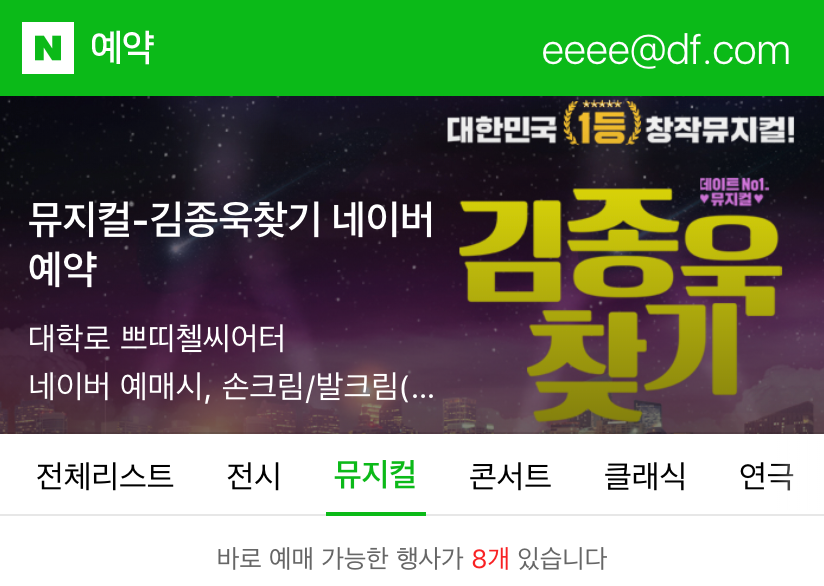 N 예약
eeee@df.com
대한민국 1등 창작뮤지컬!
데이트 No1.
♥뮤지컬♥
김종욱
찾기
뮤지컬-김종욱찾기 네이버
예약
대학로 쁘띠첼씨어터
네이버 예매시, 손크림/발크림(...
전체리스트 전시 뮤지컬 콘서트 클래식 연극
바로 예매 가능한 행사가 8개 있습니다